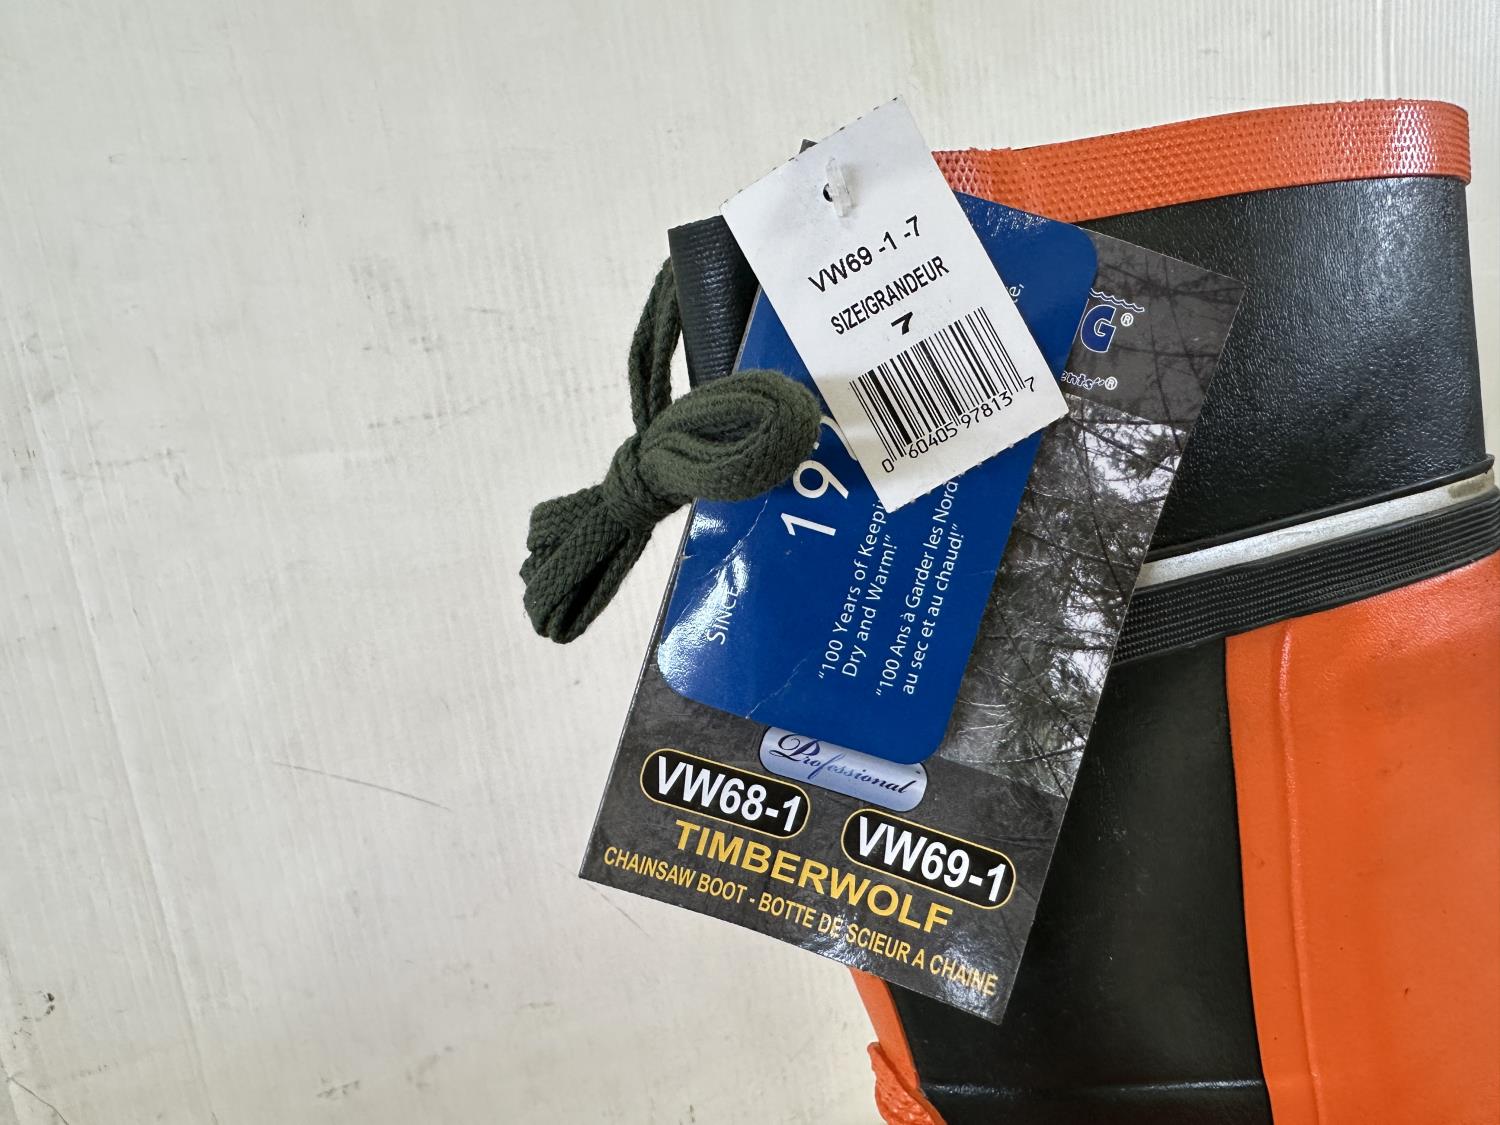 VW69 -1 -7
SIZE/GRANDEUR
7
0 60405 97813 7
G®
®
SINCE
"100 Years of
Dry and Warm!"
"100 Ans à Garder les Nord
au sec et au chaud!"
Professional
VW68-1
VW69-1
TIMBERWOLF
CHAINSAW BOOT - BOTTE DE SCIEUR A CHAINE